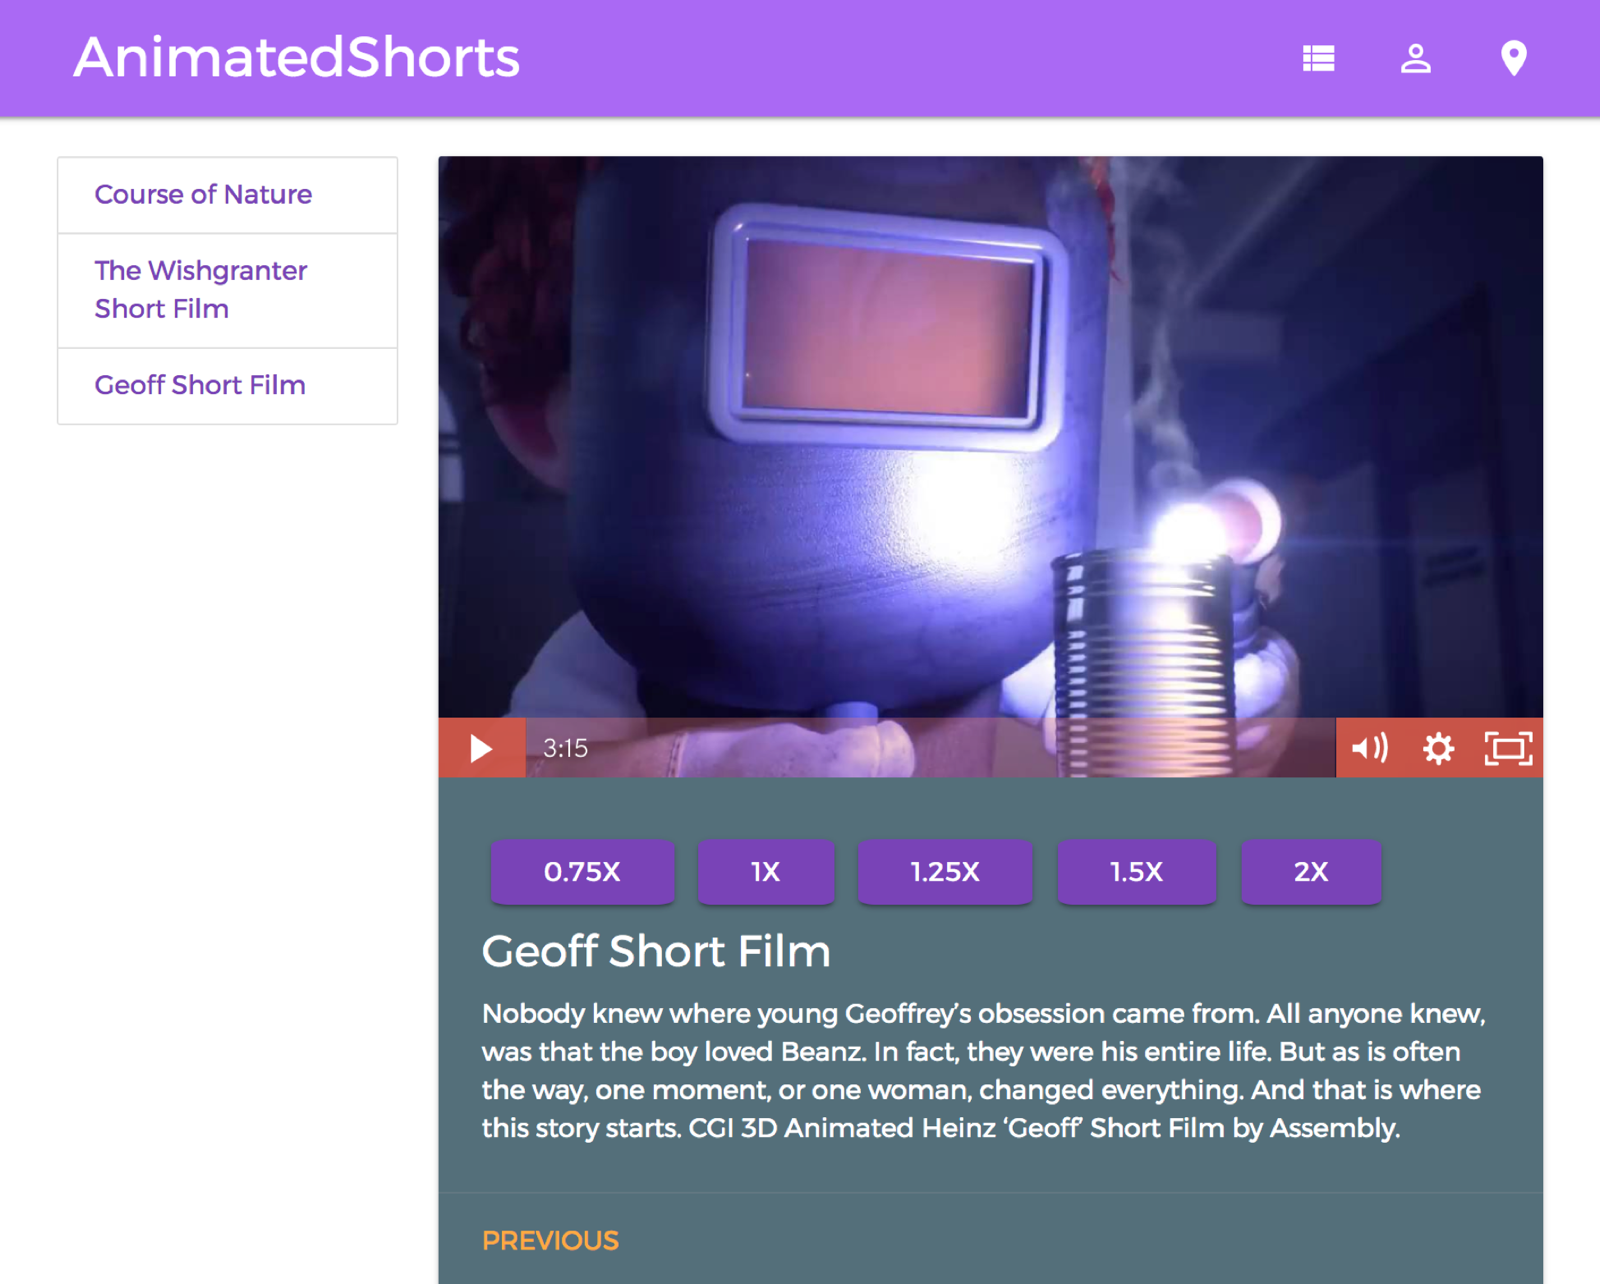 AnimatedShorts
Course of Nature
The Wishgranter
Short Film
Geoff Short Film
3:15
0.75X
1X
1.25X
1.5X
2X
Geoff Short Film
Nobody knew where young Geoffrey’s obsession came from. All anyone knew,
was that the boy loved Beanz. In fact, they were his entire life. But as is often
the way, one moment, or one woman, changed everything. And that is where
this story starts. CGI 3D Animated Heinz ‘Geoff’ Short Film by Assembly.
PREVIOUS